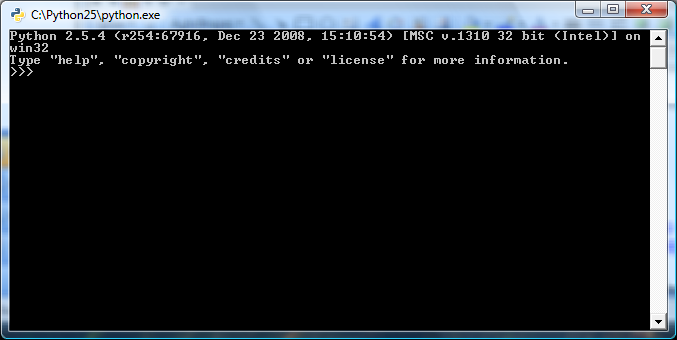 C:\Python25\python.exe
Python 2.5.4 (r254:67916, Dec 23 2008, 15:10:54) [MSC v.1310 32 bit (Intel)] on
win32
Type "help", "copyright", "credits" or "license" for more information.
>>>